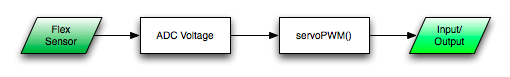 Flex
Sensor
ADC Voltage
servoPWM()
Input/
Output